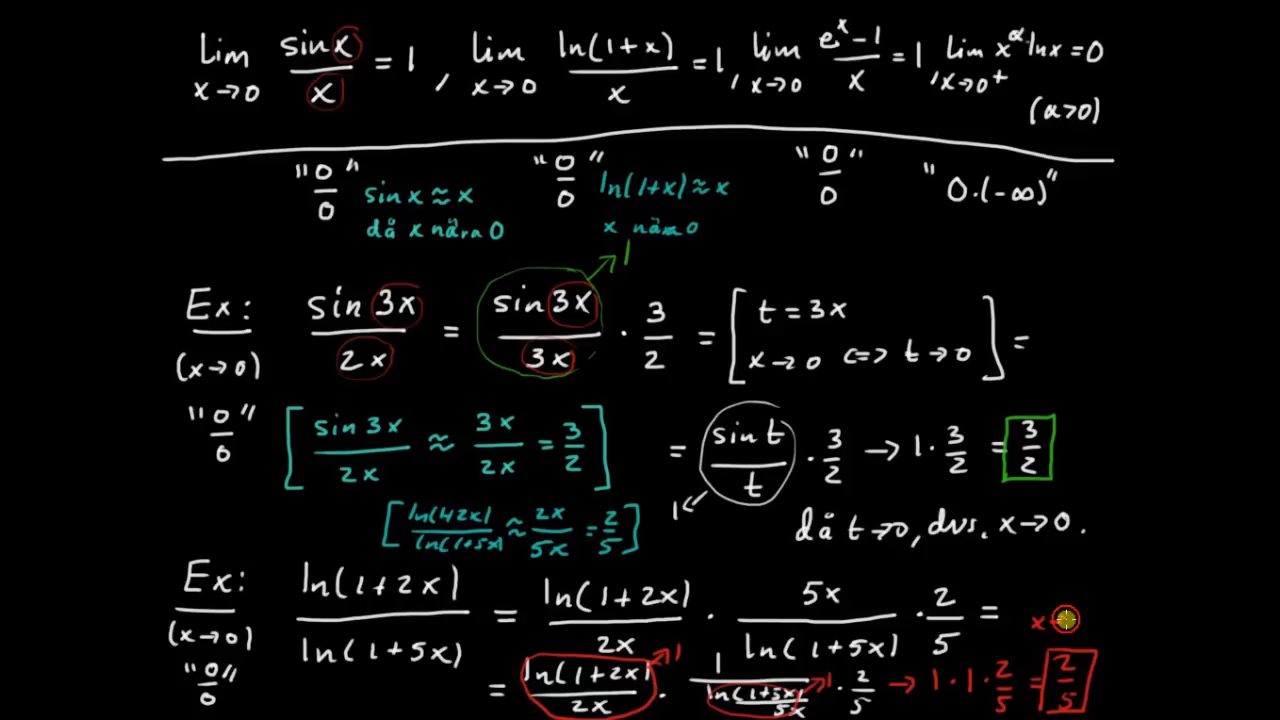 lim x→0 sin x / x = 1, lim x→0 ln(1+x) / x = 1, lim x→0 e^x − 1 / x = 1, lim x→0+ x^α ln x = 0
(α>0)
"0/0" "0/0" "0/0" "0·(−∞)"
sin x ≈ x
då x nära 0
ln(1+x) ≈ x
x nära 0
1
Ex: sin 3x / 2x = sin 3x / 3x · 3/2 = [ t = 3x
(x→0) x→0 <=> t→0 ] =
"0/0" [ sin 3x / 2x ≈ 3x / 2x = 3/2 ] = sin t / t · 3/2 → 1 · 3/2 = 3/2
1
då t→0, dvs. x→0.
[ ln(1+2x) / ln(1+5x) ≈ 2x / 5x = 2/5 ]
Ex: ln(1+2x) / ln(1+5x) = ln(1+2x) / 2x · 5x / ln(1+5x) · 2/5 =
(x→0) x→
"0/0" = ln(1+2x) / 2x → 1 · 1 / ln(1+5x) / 5x → 1 · 2/5 → 1 · 1 · 2/5 = 2/5